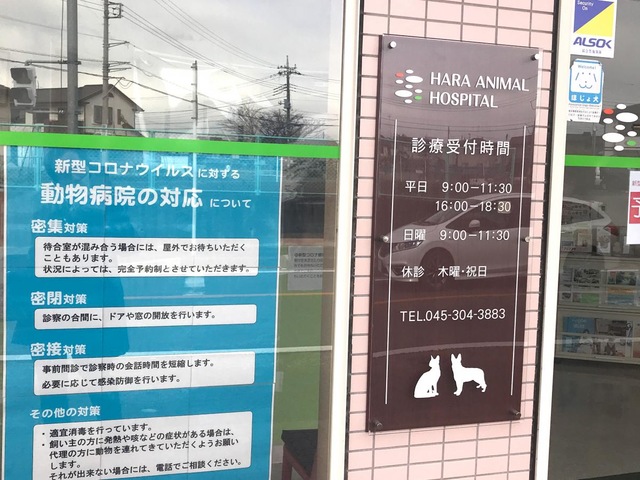 新型コロナウイルスに対する
動物病院の対応について
密集対策
待合室が混み合う場合には、屋外でお待ちいただく
こともあります。
状況によっては、完全予約制とさせていただきます。
密閉対策
診察の合間に、ドアや窓の開放を行います。
密接対策
事前問診で診察時の会話時間を短縮します。
必要に応じて感染防御を行います。
その他の対策
・適宜消毒を行っています。
・飼い主の方に発熱や咳などの症状がある場合は、
代理の方に動物を連れてきていただくようお願い
します。
それが出来ない場合には、電話でご相談ください。
HARA ANIMAL
HOSPITAL
診療受付時間
平日 9:00-11:30
16:00-18:30
日曜 9:00-11:30
休診 木曜・祝日
TEL.045-304-3883
Security
On
ALSOK
Welcome!
ほじょ犬